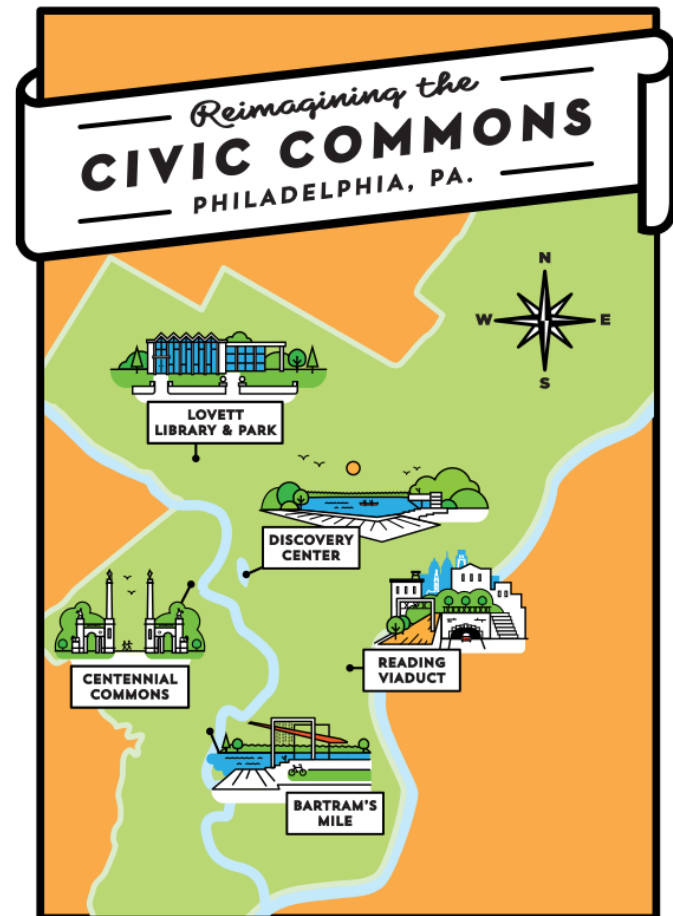 Reimagining the
CIVIC COMMONS
PHILADELPHIA, PA.
N
W
E
S
LOVETT
LIBRARY & PARK
DISCOVERY
CENTER
READING
VIADUCT
CENTENNIAL
COMMONS
BARTRAM'S
MILE